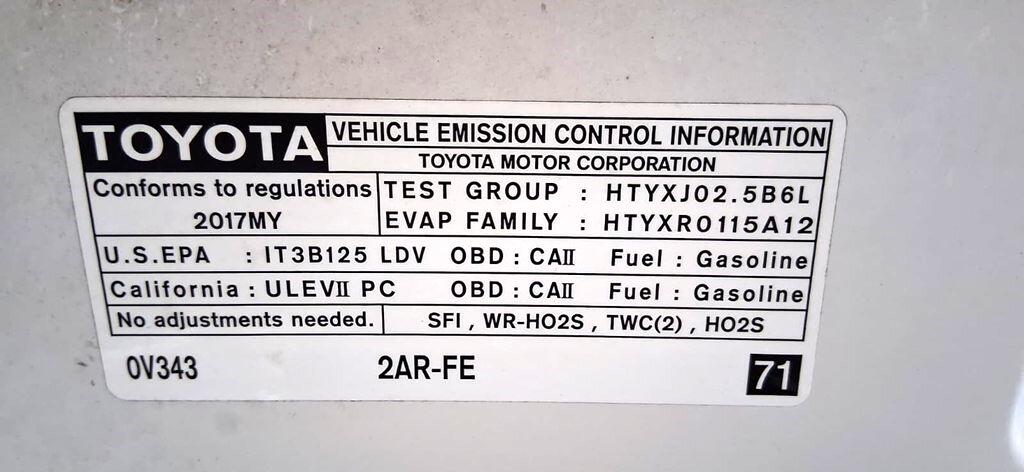 TOYOTA VEHICLE EMISSION CONTROL INFORMATION
TOYOTA MOTOR CORPORATION
Conforms to regulations TEST GROUP : HTYXJ02.5B6L
2017MY EVAP FAMILY : HTYXR0115A12
U.S.EPA : IT3B125 LDV OBD : CAII Fuel : Gasoline
California : ULEVII PC OBD : CAII Fuel : Gasoline
No adjustments needed. SFI , WR-HO2S , TWC(2) , HO2S
0V343 2AR-FE 71